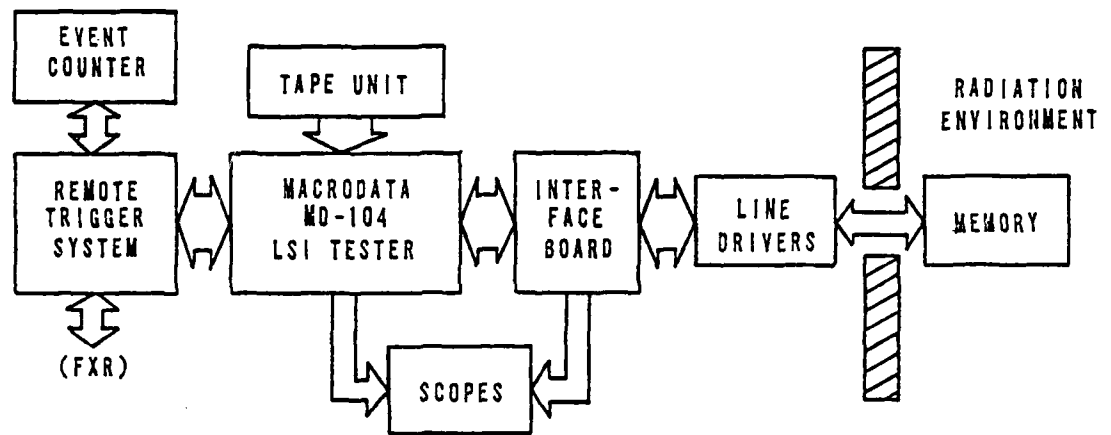 EVENT
COUNTER
TAPE UNIT
RADIATION
ENVIRONMENT
REMOTE
TRIGGER
SYSTEM
MACRODATA
MD-104
LSI TESTER
INTER-
FACE
BOARD
LINE
DRIVERS
MEMORY
(FXR)
SCOPES